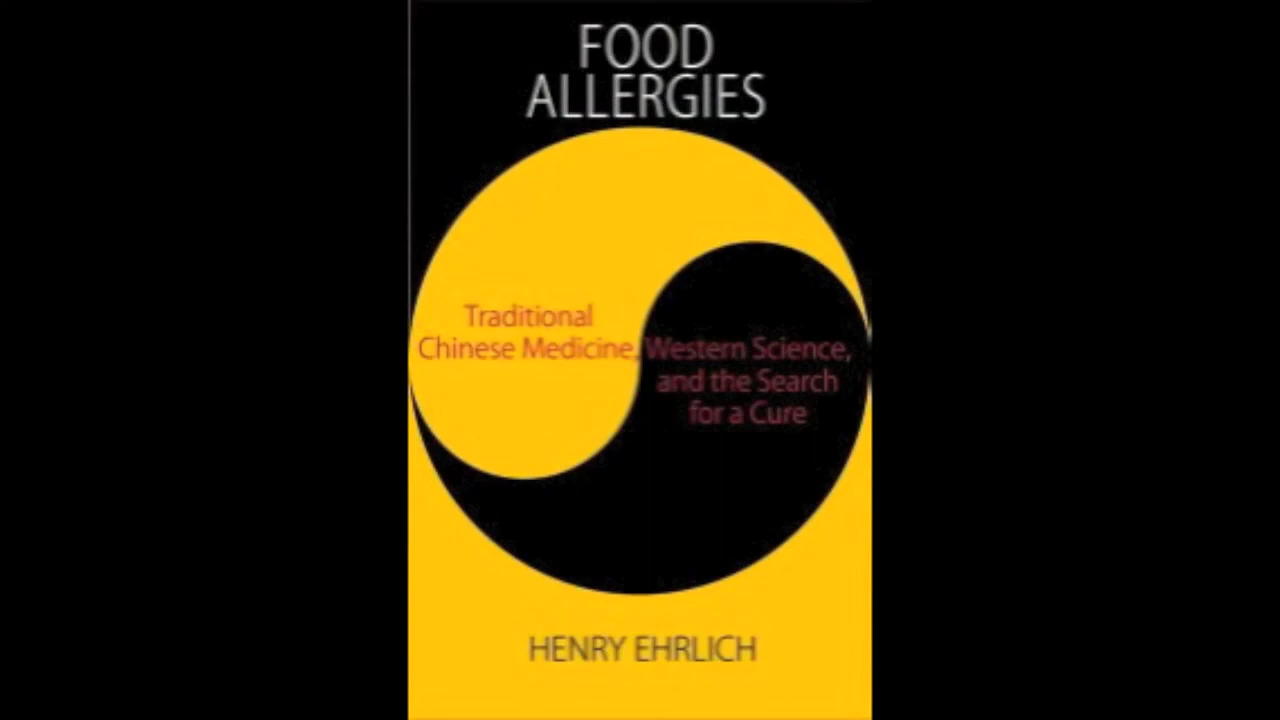 FOOD
ALLERGIES
Traditional
Chinese Medicine, Western Science,
and the Search
for a Cure
HENRY EHRLICH